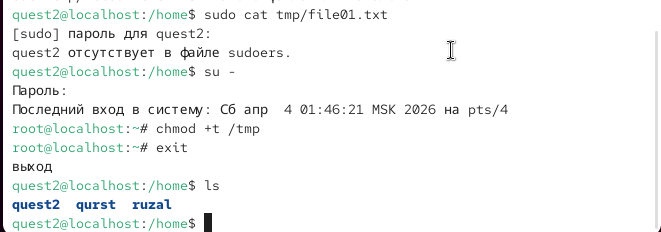 quest2@localhost:/home$ sudo cat tmp/file01.txt
[sudo] пароль для quest2:
quest2 отсутствует в файле sudoers.
quest2@localhost:/home$ su -
Пароль:
Последний вход в систему: Сб апр  4 01:46:21 MSK 2026 на pts/4
root@localhost:~# chmod +t /tmp
root@localhost:~# exit
выход
quest2@localhost:/home$ ls
quest2  qurst  ruzal
quest2@localhost:/home$